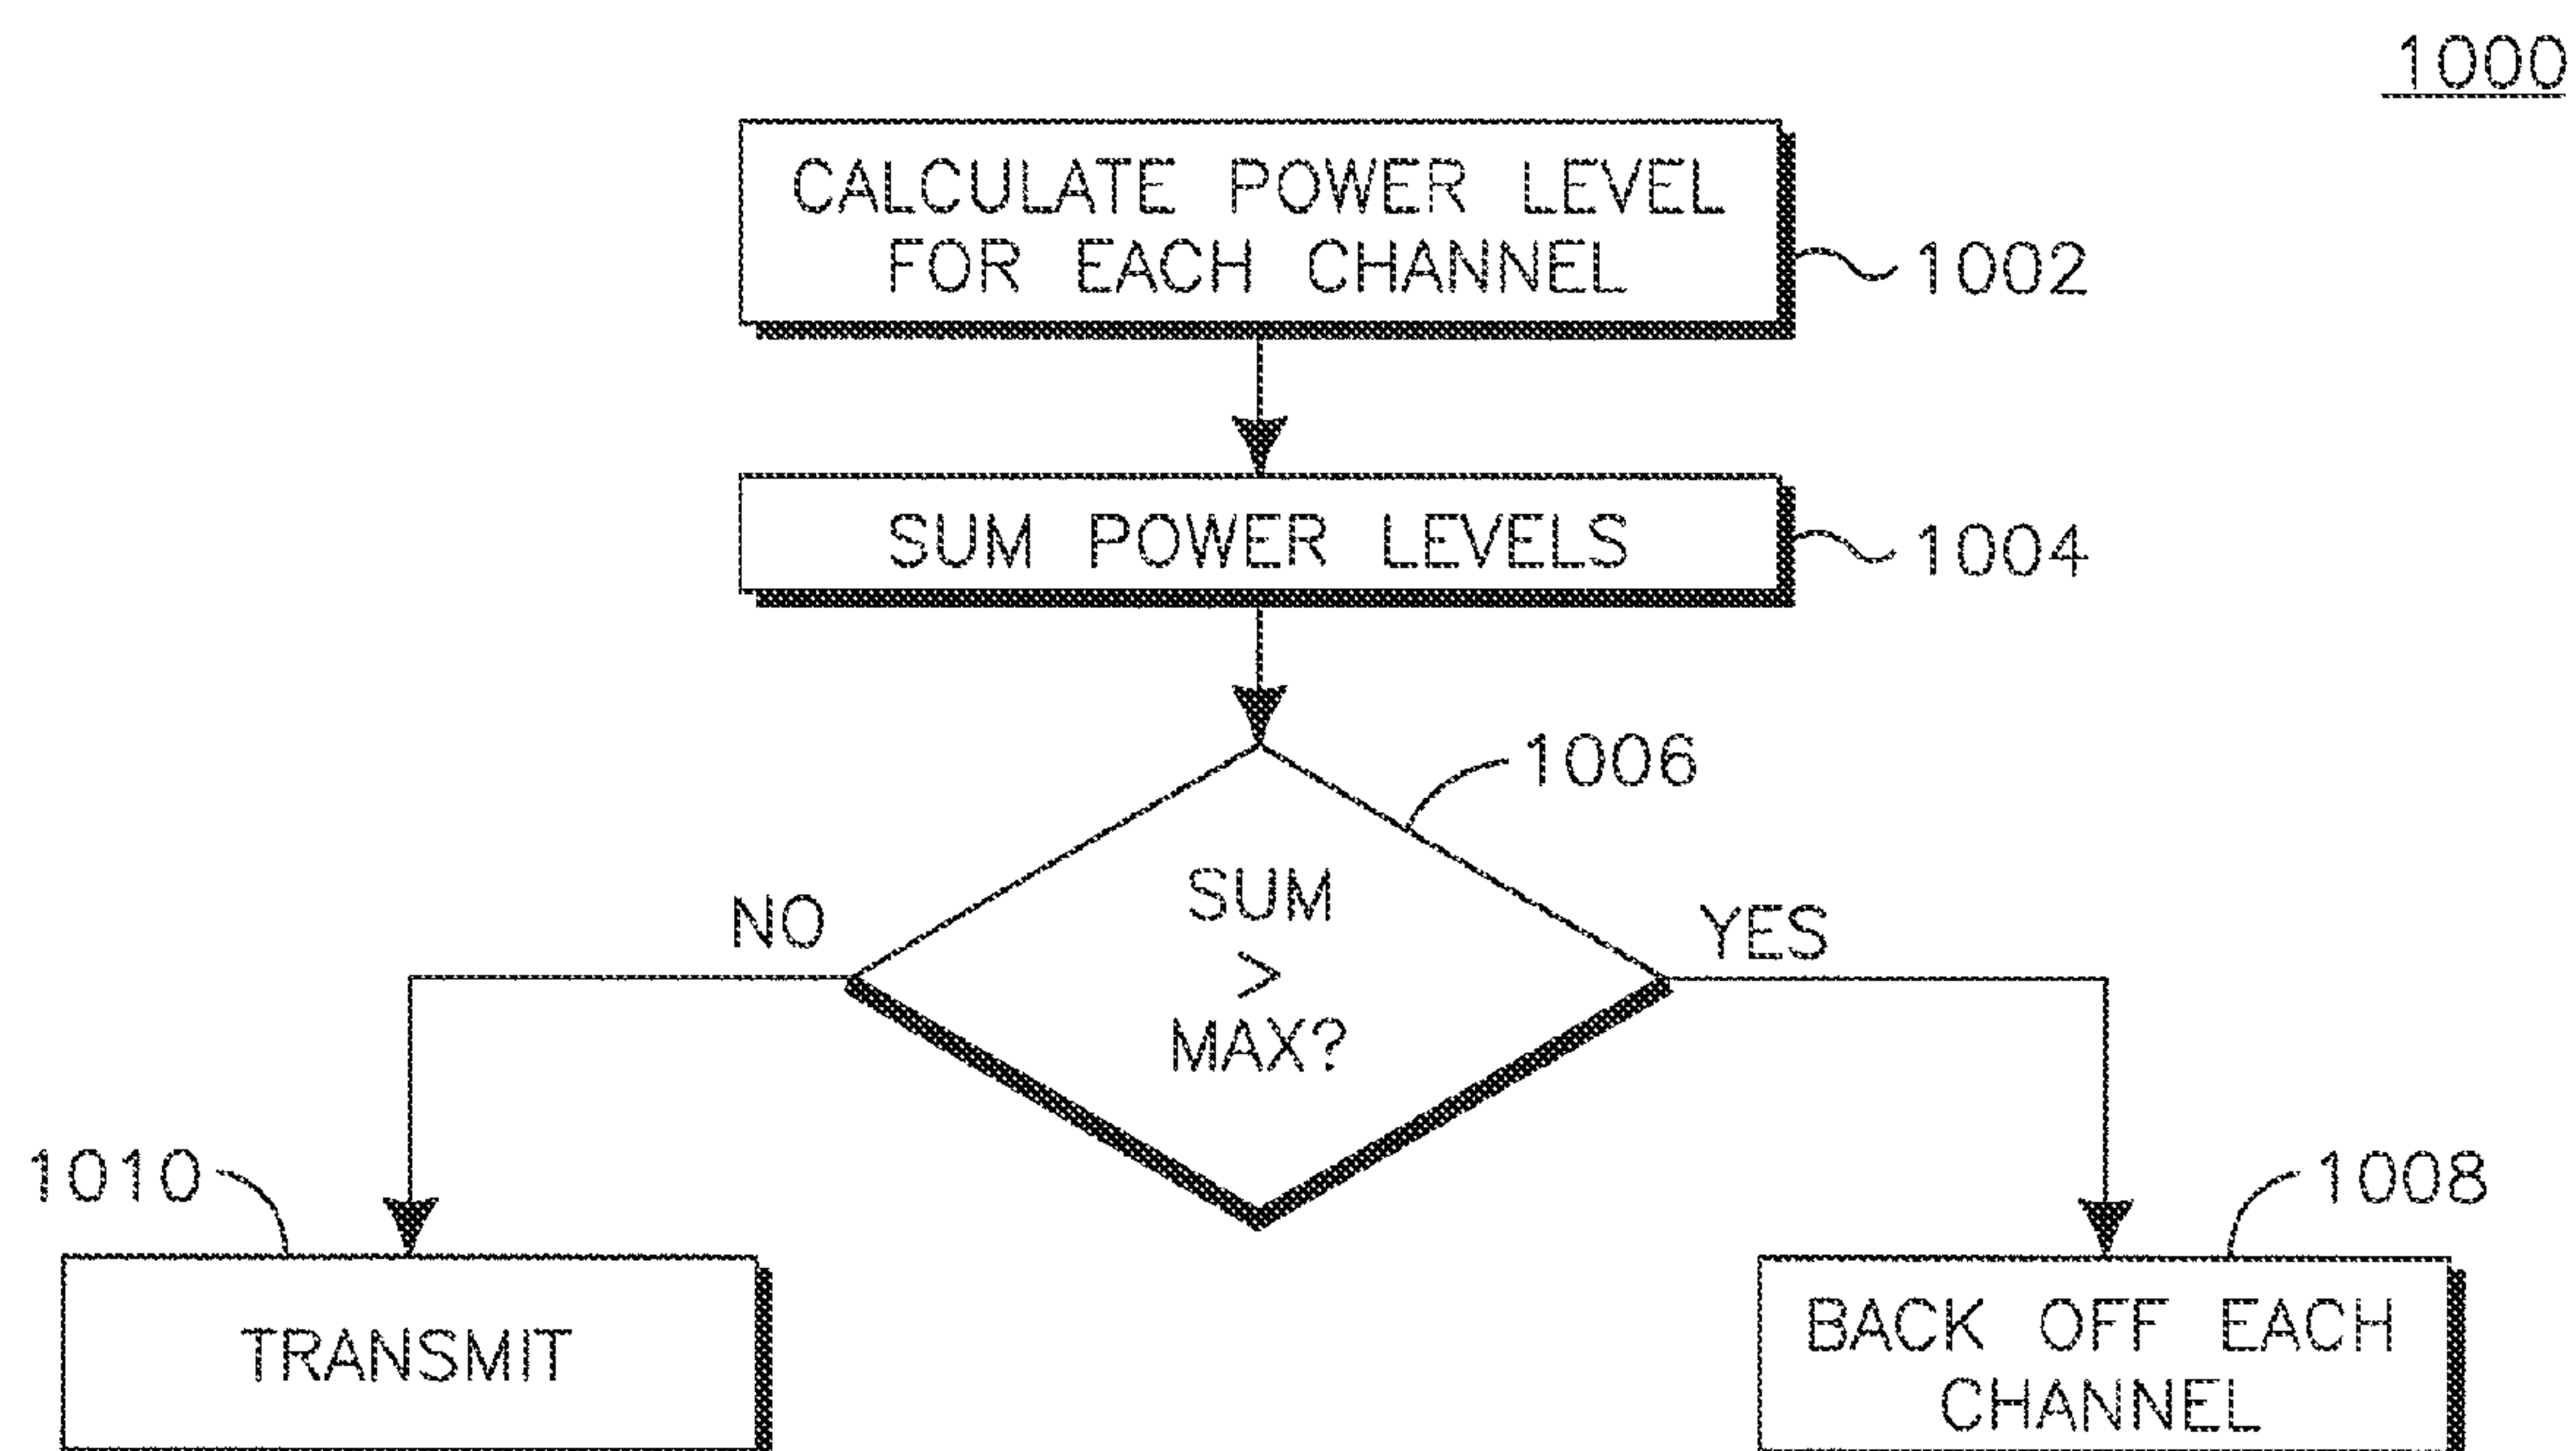 1000
CALCULATE POWER LEVEL
FOR EACH CHANNEL
1002
SUM POWER LEVELS
1004
1006
SUM
>
MAX?
NO
YES
1010
1008
TRANSMIT
BACK OFF EACH
CHANNEL